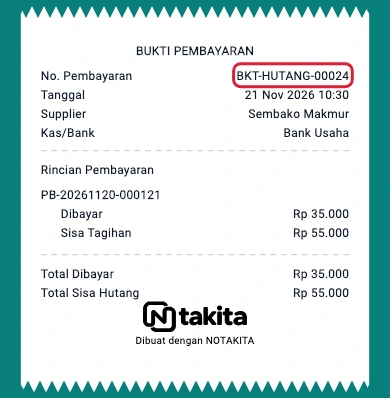 BUKTI PEMBAYARAN
No. Pembayaran BKT-HUTANG-00024
Tanggal 21 Nov 2026 10:30
Supplier Sembako Makmur
Kas/Bank Bank Usaha
Rincian Pembayaran
PB-20261120-000121
Dibayar Rp 35.000
Sisa Tagihan Rp 55.000
Total Dibayar Rp 35.000
Total Sisa Hutang Rp 55.000
N takita
Dibuat dengan NOTAKITA